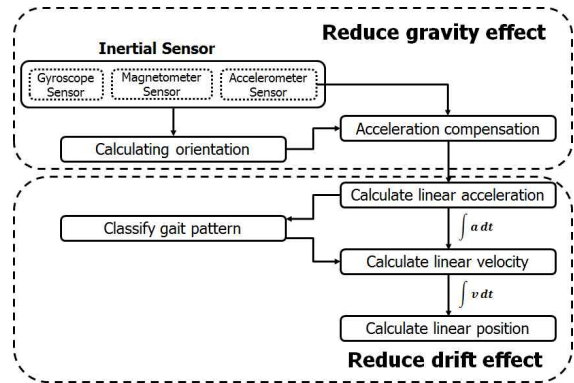 Reduce gravity effect
Inertial Sensor
Gyroscope
Sensor
Magnetometer
Sensor
Accelerometer
Sensor
Calculating orientation
Acceleration compensation
Calculate linear acceleration
Classify gait pattern
∫ a dt
Calculate linear velocity
∫ v dt
Calculate linear position
Reduce drift effect